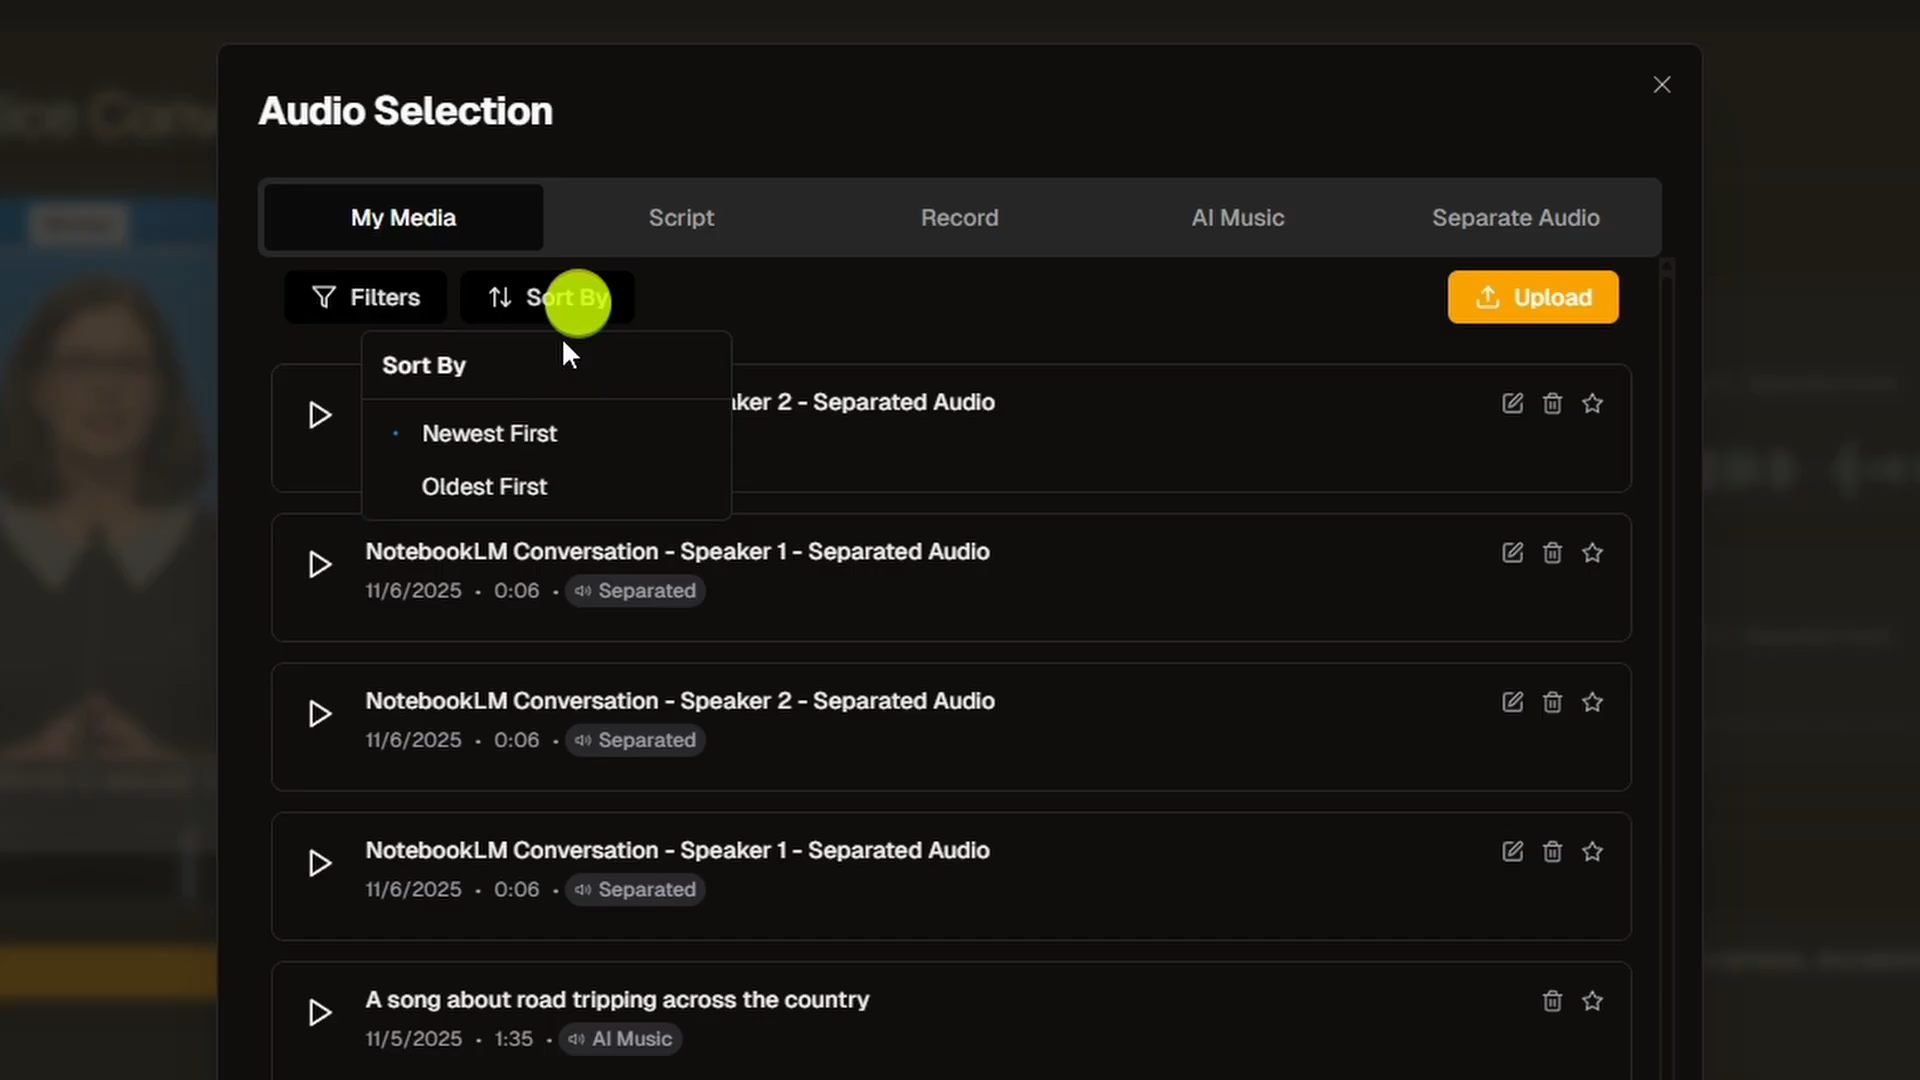 Audio Selection
My Media
Script
Record
AI Music
Separate Audio
Filters
Sort By
Upload
Sort By
Newest First
Oldest First
2 - Separated Audio
NotebookLM Conversation - Speaker 1 - Separated Audio
11/6/2025 • 0:06 • Separated
NotebookLM Conversation - Speaker 2 - Separated Audio
11/6/2025 • 0:06 • Separated
NotebookLM Conversation - Speaker 1 - Separated Audio
11/6/2025 • 0:06 • Separated
A song about road tripping across the country
11/5/2025 • 1:35 • AI Music